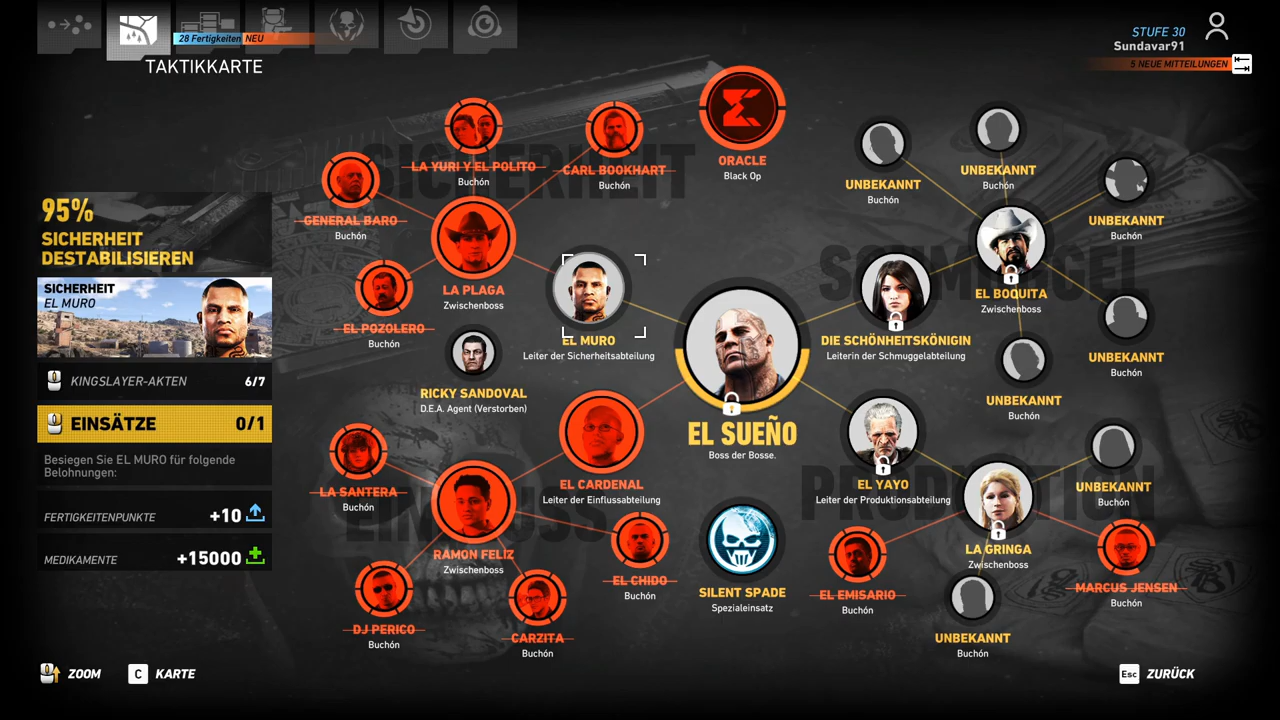 28 Fertigkeiten NEU
TAKTIKKARTE
STUFE 30
Sundavar91
5 NEUE MITTEILUNGEN
SICHERHEIT
SCHMUGGEL
EINFLUSS
PRODUKTION
95%
SICHERHEIT
DESTABILISIEREN
SICHERHEIT
EL MURO
KINGSLAYER-AKTEN 6/7
EINSÄTZE 0/1
Besiegen Sie EL MURO für folgende
Belohnungen:
FERTIGKEITENPUNKTE +10
MEDIKAMENTE +15000
LA YURI Y EL POLITO
Buchón
CARL BOOKHART
Buchón
ORACLE
Black Op
GENERAL BARO
Buchón
LA PLAGA
Zwischenboss
EL POZOLERO
Buchón
EL MURO
Leiter der Sicherheitsabteilung
RICKY SANDOVAL
D.E.A. Agent (Verstorben)
UNBEKANNT
Buchón
UNBEKANNT
Buchón
UNBEKANNT
Buchón
EL BOQUITA
Zwischenboss
DIE SCHÖNHEITSKÖNIGIN
Leiterin der Schmuggelabteilung
UNBEKANNT
Buchón
UNBEKANNT
Buchón
EL SUEÑO
Boss der Bosse.
EL CARDENAL
Leiter der Einflussabteilung
LA SANTERA
Buchón
RAMON FELIZ
Zwischenboss
EL CHIDO
Buchón
DJ PERICO
Buchón
CARZITA
Buchón
SILENT SPADE
Spezialeinsatz
EL YAYO
Leiter der Produktionsabteilung
UNBEKANNT
Buchón
LA GRINGA
Zwischenboss
EL EMISARIO
Buchón
MARCUS JENSEN
Buchón
UNBEKANNT
Buchón
ZOOM
C KARTE
Esc ZURÜCK